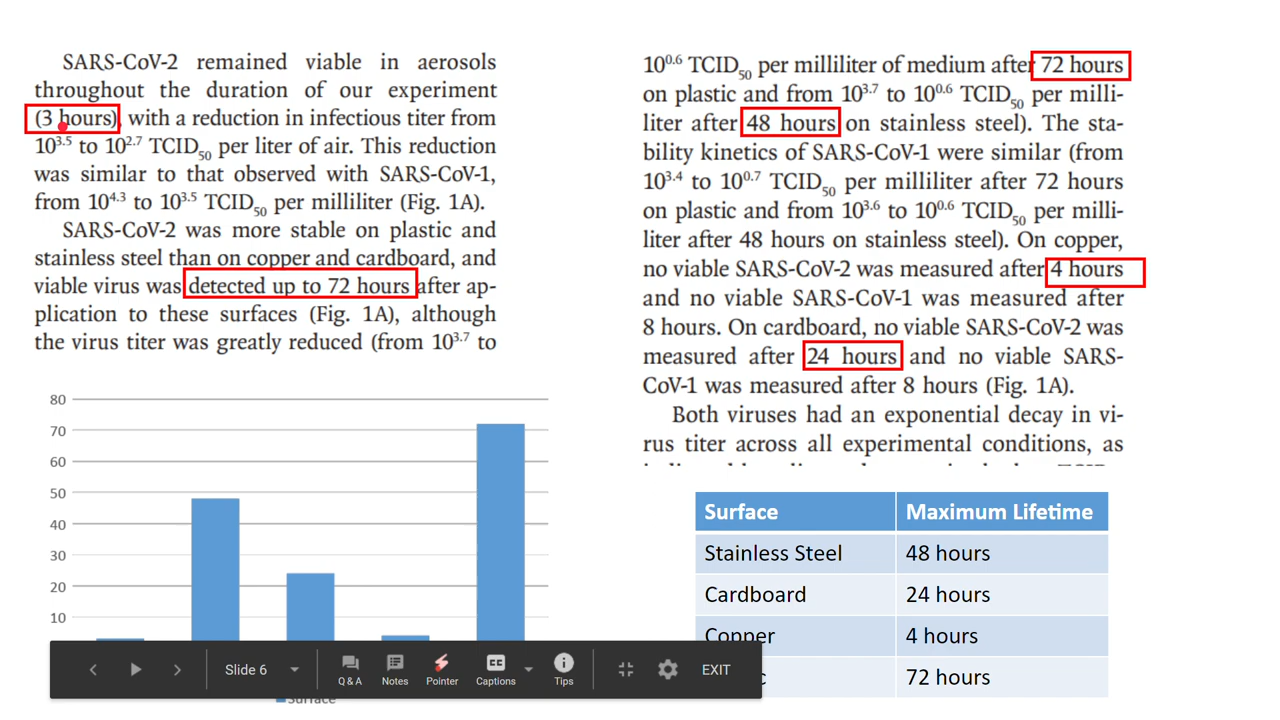 SARS-CoV-2 remained viable in aerosols
throughout the duration of our experiment
(3 hours), with a reduction in infectious titer from
10^3.5 to 10^2.7 TCID50 per liter of air. This reduction
was similar to that observed with SARS-CoV-1,
from 10^4.3 to 10^3.5 TCID50 per milliliter (Fig. 1A).
SARS-CoV-2 was more stable on plastic and
stainless steel than on copper and cardboard, and
viable virus was detected up to 72 hours after ap-
plication to these surfaces (Fig. 1A), although
the virus titer was greatly reduced (from 10^3.7 to
10^0.6 TCID50 per milliliter of medium after 72 hours
on plastic and from 10^3.7 to 10^0.6 TCID50 per milli-
liter after 48 hours on stainless steel). The sta-
bility kinetics of SARS-CoV-1 were similar (from
10^3.4 to 10^0.7 TCID50 per milliliter after 72 hours
on plastic and from 10^3.6 to 10^0.6 TCID50 per milli-
liter after 48 hours on stainless steel). On copper,
no viable SARS-CoV-2 was measured after 4 hours
and no viable SARS-CoV-1 was measured after
8 hours. On cardboard, no viable SARS-CoV-2 was
measured after 24 hours and no viable SARS-
CoV-1 was measured after 8 hours (Fig. 1A).
Both viruses had an exponential decay in vi-
rus titer across all experimental conditions, as
80
70
60
50
40
30
20
10
Surface
Surface Maximum Lifetime
Stainless Steel 48 hours
Cardboard 24 hours
Copper 4 hours
72 hours
Slide 6
Q & A
Notes
Pointer
CC
Captions
Tips
EXIT